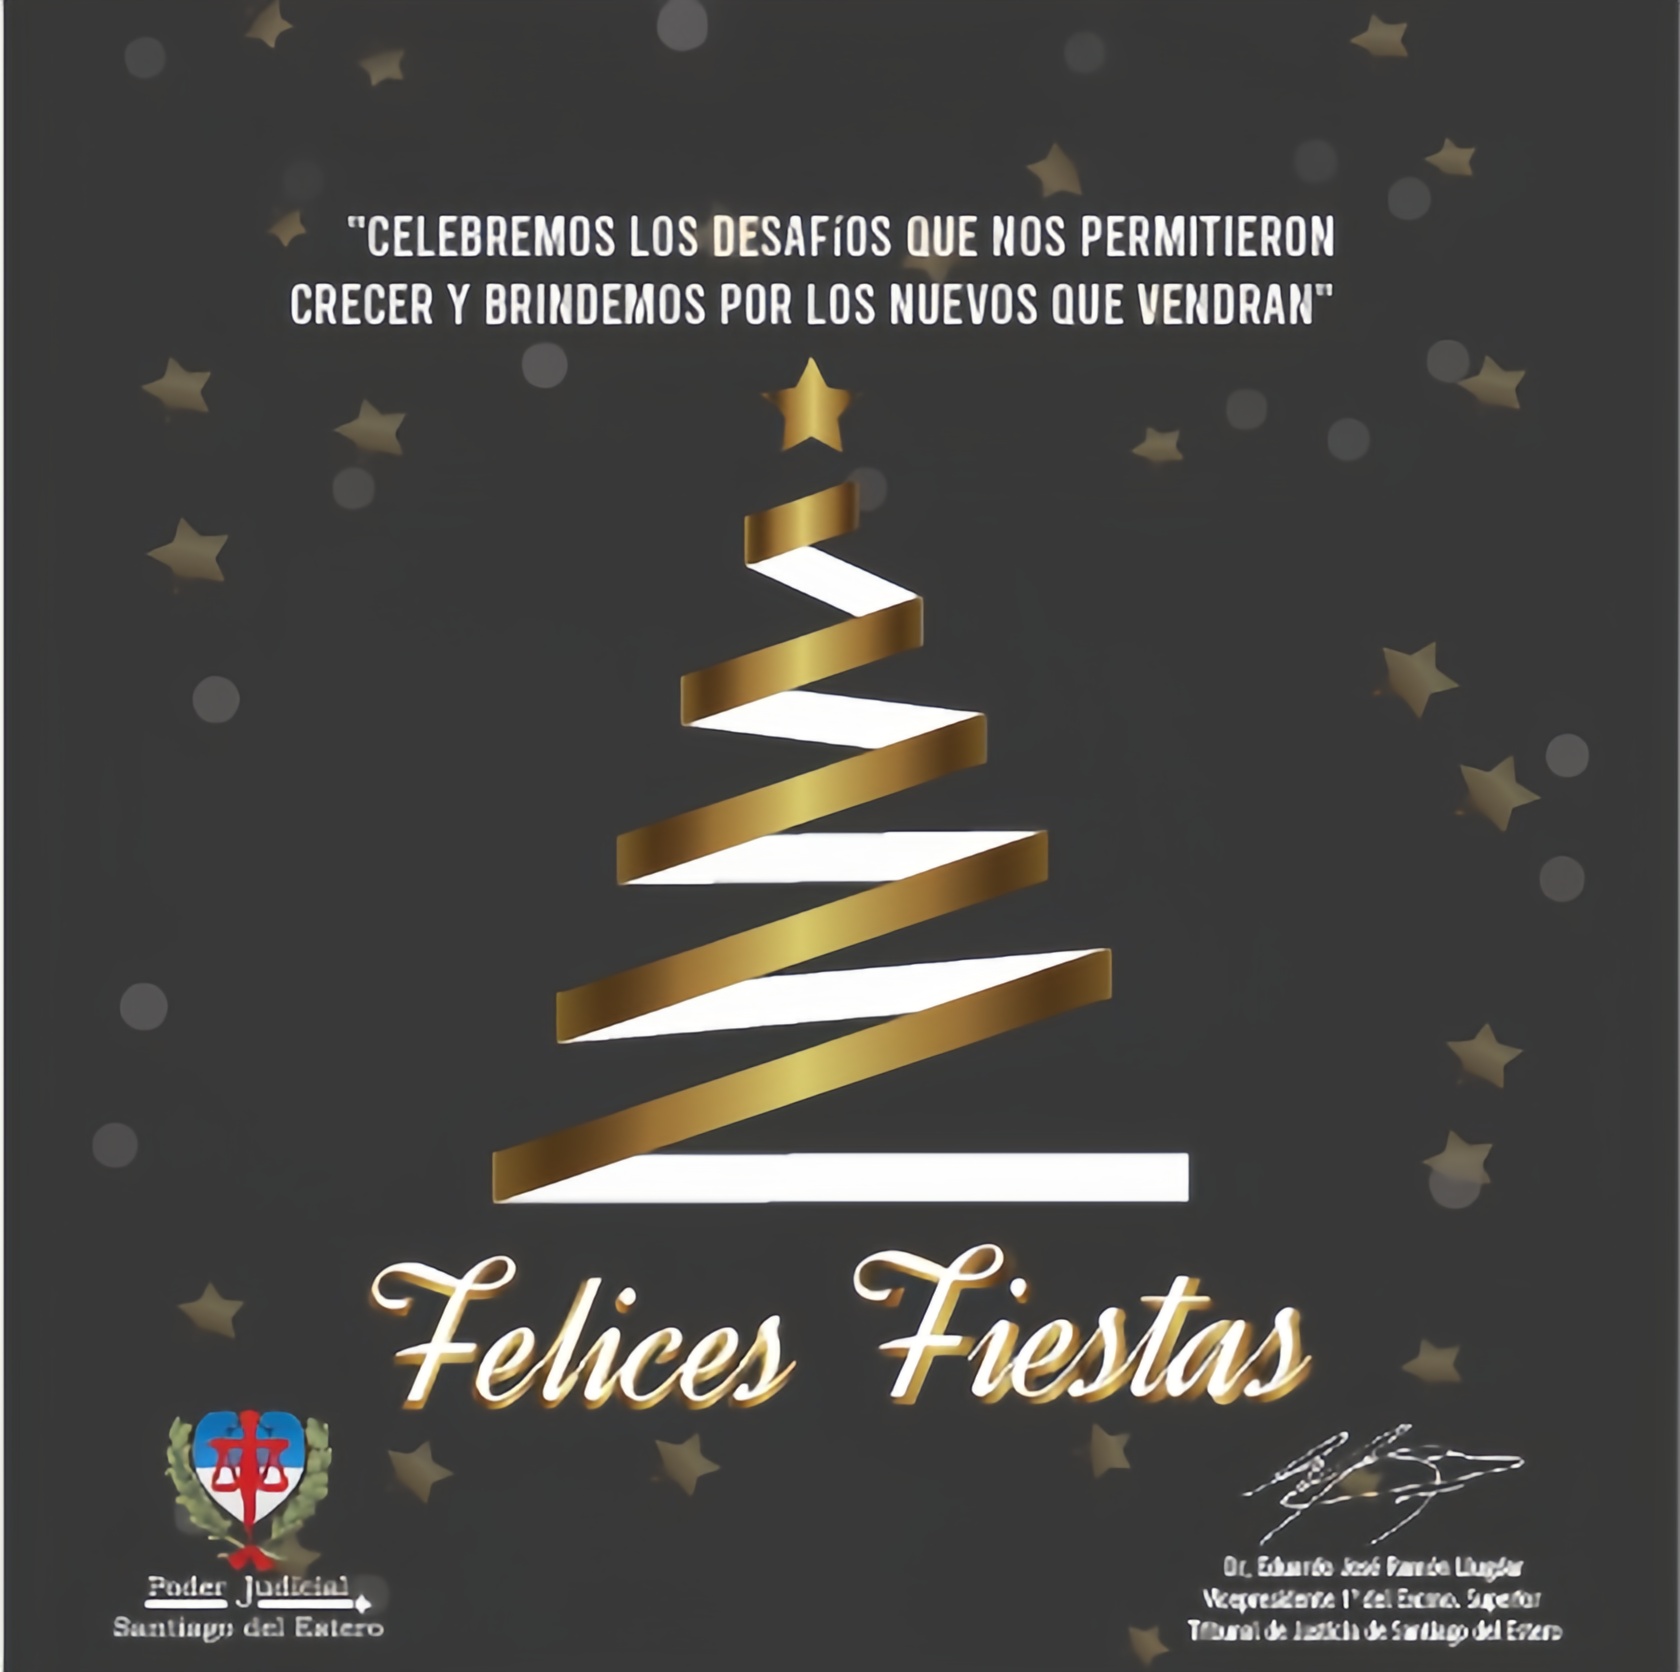 "CELEBREMOS LOS DESAFíOS QUE NOS PERMITIERON
CRECER Y BRINDEMOS POR LOS NUEVOS QUE VENDRAN"
Felices Fiestas
Poder Judicial
Santiago del Estero
Dr. Eduardo José Ramón Llugdar
Vicepresidente 1° del Excmo. Superior
Tribunal de Justicia de Santiago del Estero